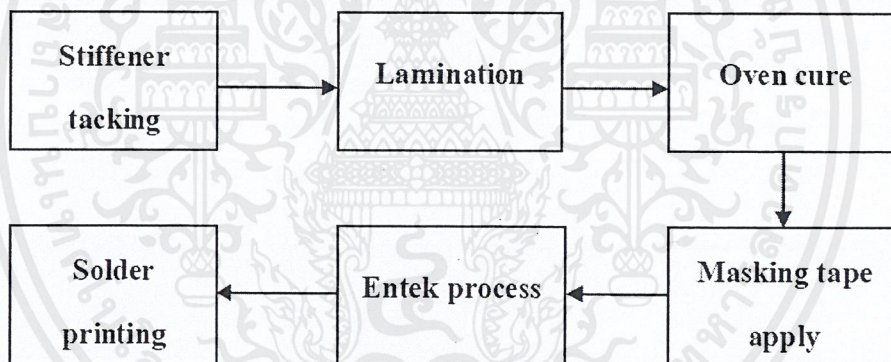 Stiffener
tacking
Lamination
Oven cure
Masking tape
apply
Entek process
Solder
printing